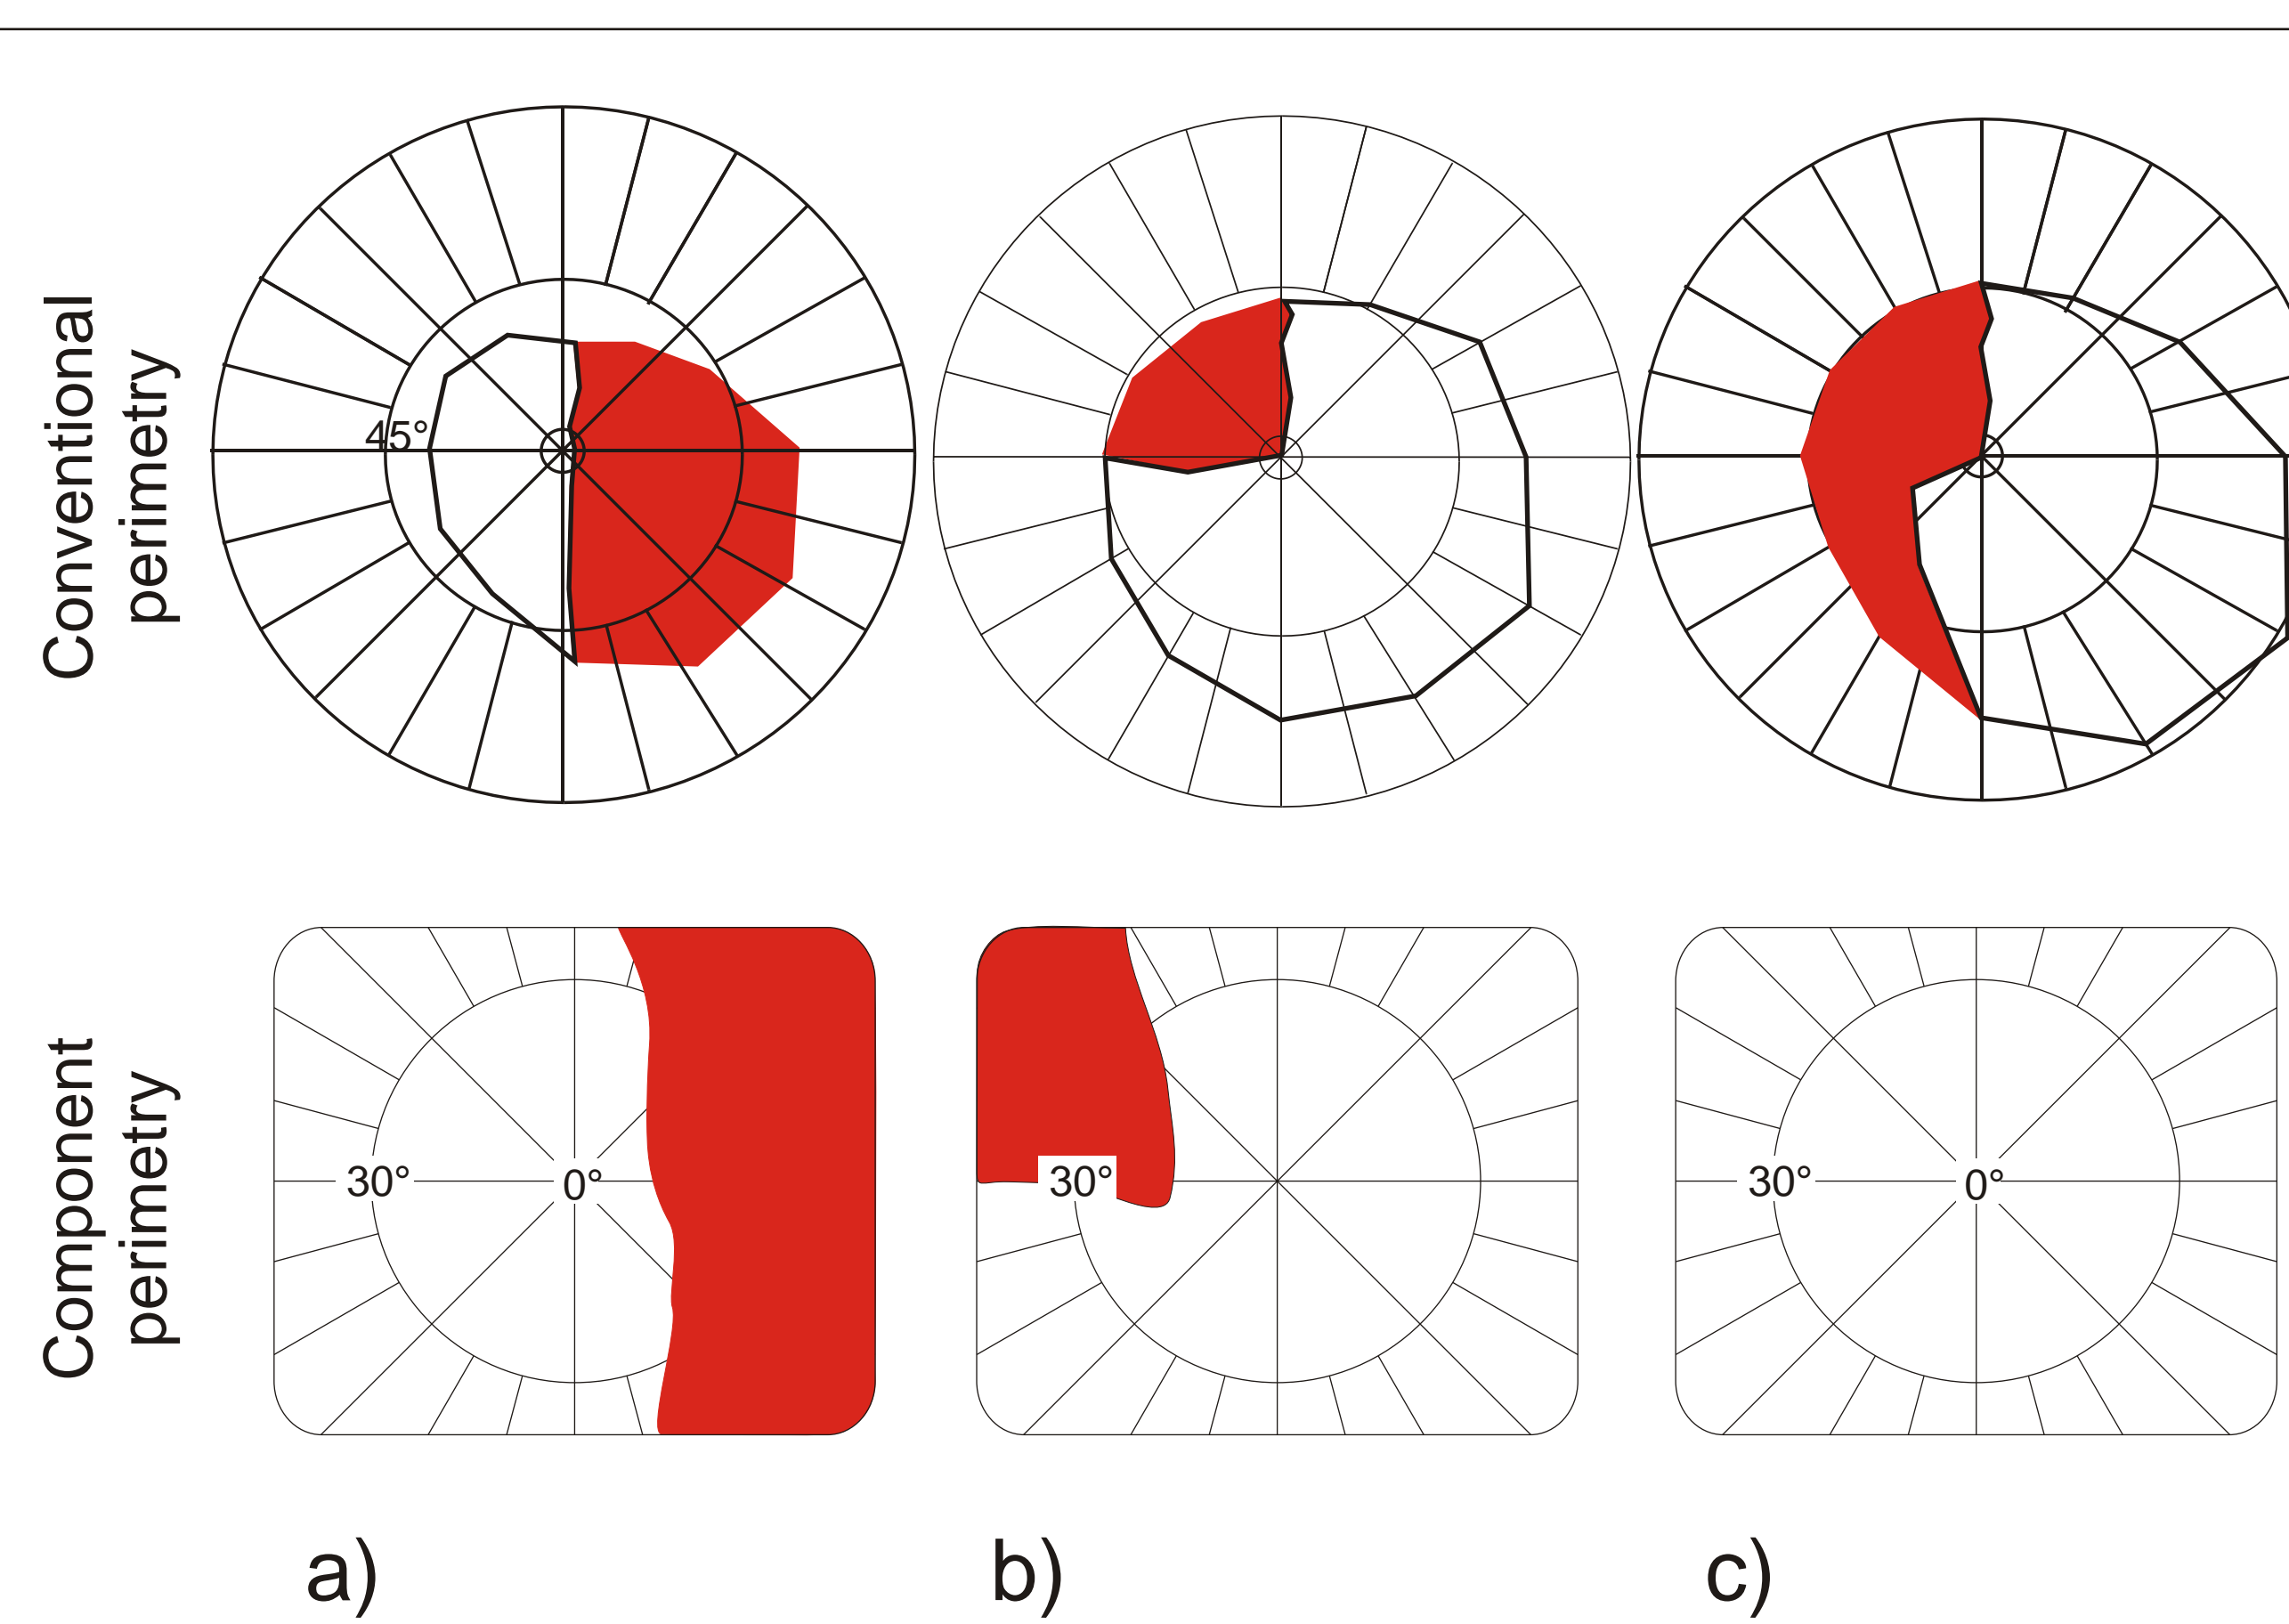 Conventional
perimetry
45°
Component
perimetry
30° 0°
30°
30° 0°
a) b) c)